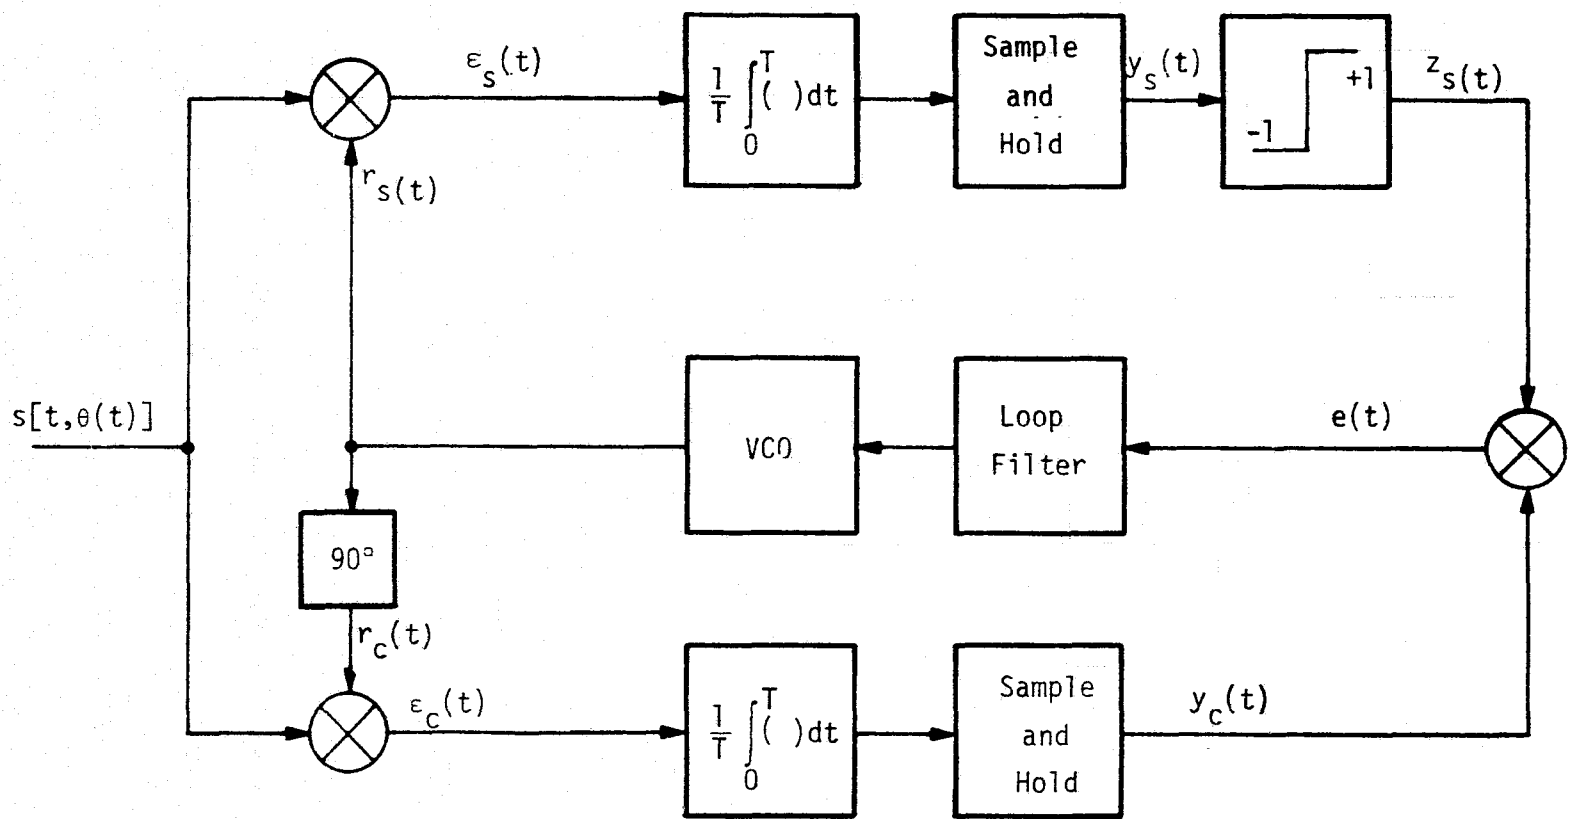 ε_s(t)
1/T ∫_0^T ( )dt
Sample
and
Hold
y_s(t)
-1
+1
z_s(t)
r_s(t)
s[t,θ(t)]
VCO
Loop
Filter
e(t)
90°
r_c(t)
ε_c(t)
1/T ∫_0^T ( )dt
Sample
and
Hold
y_c(t)